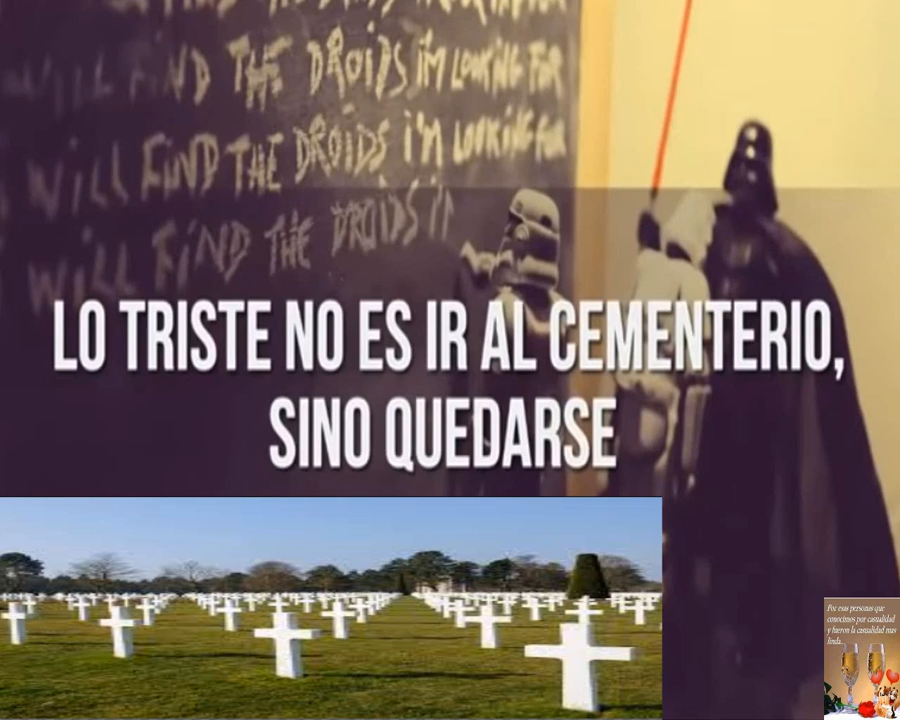 WILL FIND THE DROIDS I'M LOOKING FOR
WILL FIND THE DROIDS I'M LOOKING FOR
WILL FIND THE DROIDS I'
LO TRISTE NO ES IR AL CEMENTERIO,
SINO QUEDARSE
Por esas personas que
conocimos por casualidad
y fueron la casualidad mas
linda...